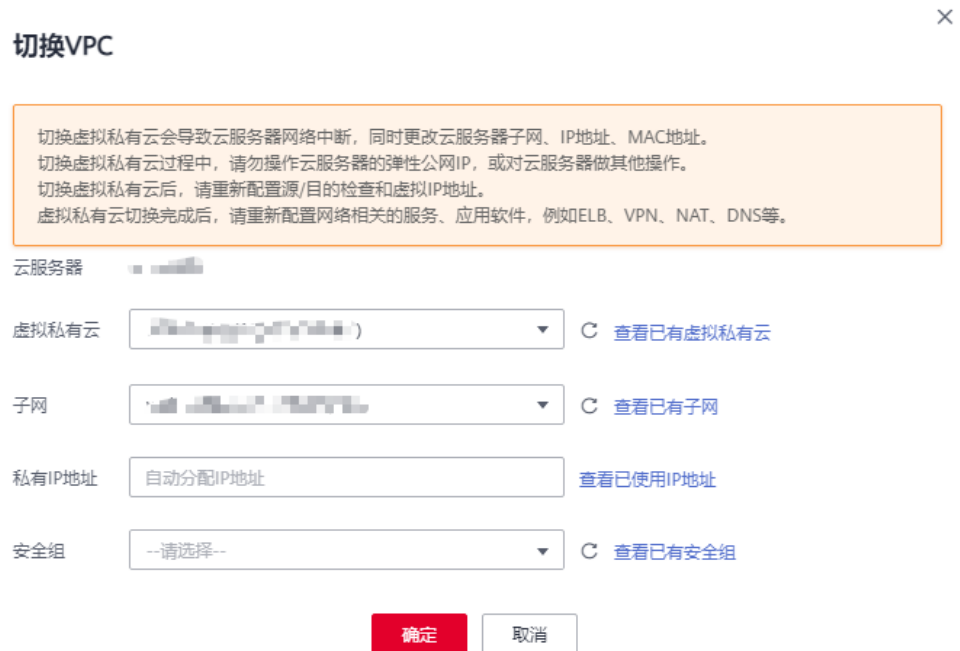 切换VPC
切换虚拟私有云会导致云服务器网络中断，同时更改云服务器子网、IP地址、MAC地址。
切换虚拟私有云过程中，请勿操作云服务器的弹性公网IP，或对云服务器做其他操作。
切换虚拟私有云后，请重新配置源/目的检查和虚拟IP地址。
虚拟私有云切换完成后，请重新配置网络相关的服务、应用软件，例如ELB、VPN、NAT、DNS等。
云服务器
虚拟私有云 ) 查看已有虚拟私有云
子网 查看已有子网
私有IP地址 自动分配IP地址 查看已使用IP地址
安全组 --请选择-- 查看已有安全组
确定 取消